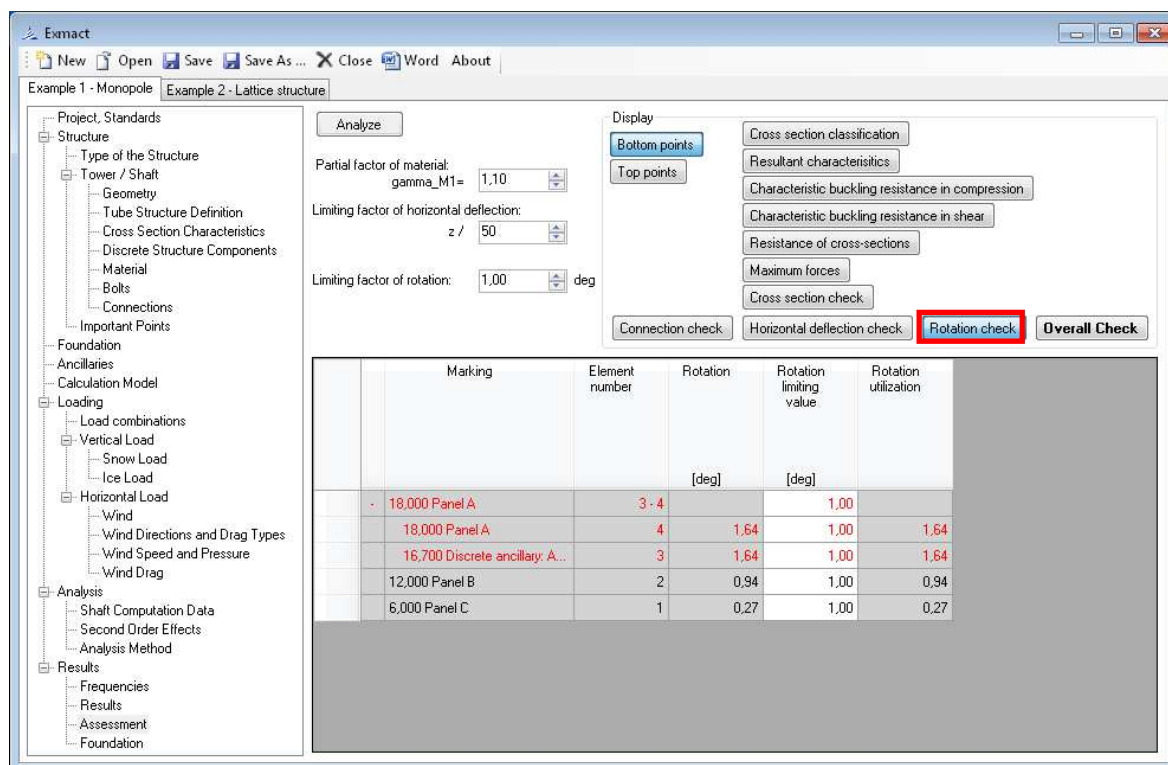 Exmact
New Open Save Save As ... Close Word About
Example 1 - Monopole Example 2 - Lattice structure
Project, Standards
Structure
Type of the Structure
Tower / Shaft
Geometry
Tube Structure Definition
Cross Section Characteristics
Discrete Structure Components
Material
Bolts
Connections
Important Points
Foundation
Ancillaries
Calculation Model
Loading
Load combinations
Vertical Load
Snow Load
Ice Load
Horizontal Load
Wind
Wind Directions and Drag Types
Wind Speed and Pressure
Wind Drag
Analysis
Shaft Computation Data
Second Order Effects
Analysis Method
Results
Frequencies
Results
Assessment
Foundation
Analyze
Partial factor of material:
gamma_M1= 1,10
Limiting factor of horizontal deflection:
z / 50
Limiting factor of rotation: 1,00 deg
Display
Bottom points
Top points
Cross section classification
Resultant characterisitics
Characteristic buckling resistance in compression
Characteristic buckling resistance in shear
Resistance of cross-sections
Maximum forces
Cross section check
Connection check Horizontal deflection check Rotation check Overall Check
Marking Element number Rotation [deg] Rotation limiting value [deg] Rotation utilization
- 18,000 Panel A 3 - 4 1,00
18,000 Panel A 4 1,64 1,00 1,64
16,700 Discrete ancillary: A... 3 1,64 1,00 1,64
12,000 Panel B 2 0,94 1,00 0,94
6,000 Panel C 1 0,27 1,00 0,27